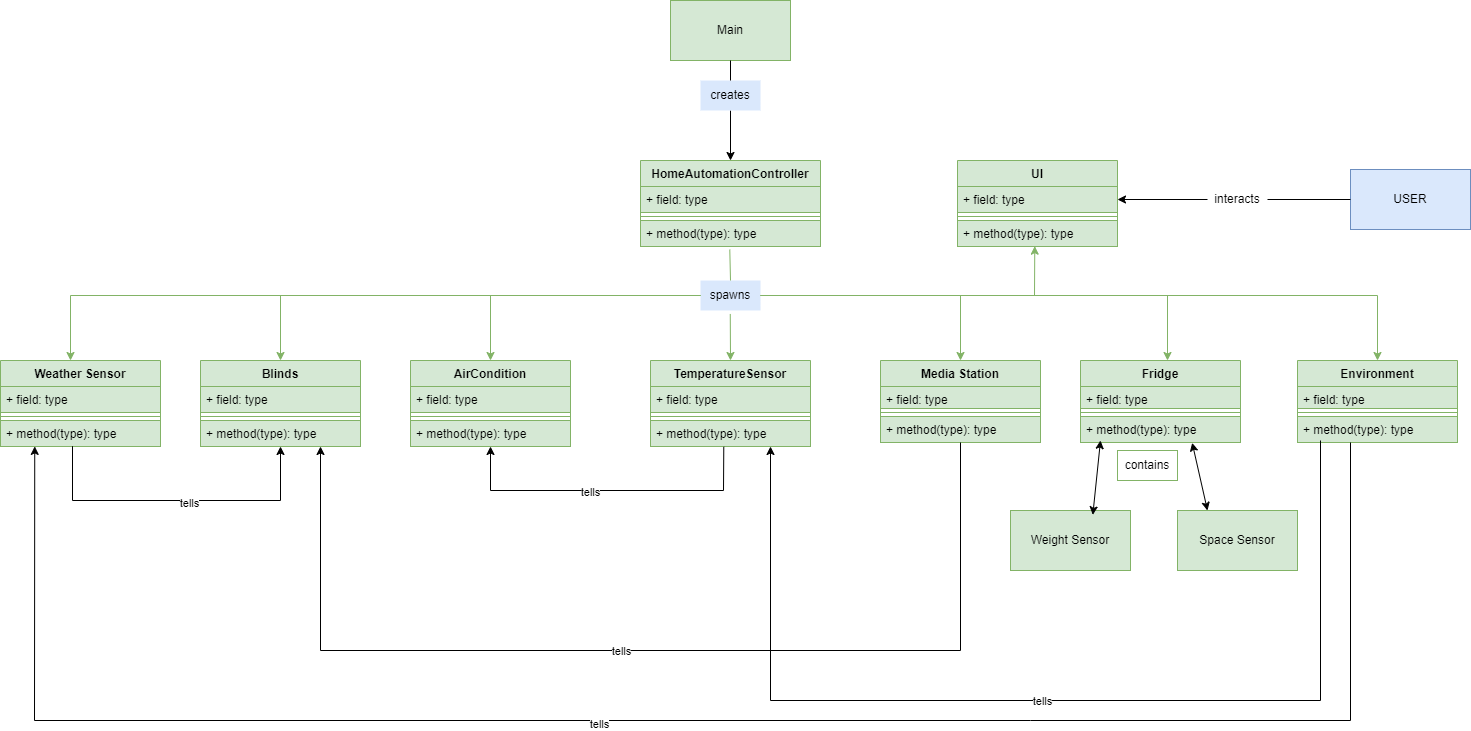 Main
creates
HomeAutomationController
+ field: type
+ method(type): type
UI
+ field: type
+ method(type): type
interacts
USER
spawns
Weather Sensor
+ field: type
+ method(type): type
Blinds
+ field: type
+ method(type): type
AirCondition
+ field: type
+ method(type): type
TemperatureSensor
+ field: type
+ method(type): type
Media Station
+ field: type
+ method(type): type
Fridge
+ field: type
+ method(type): type
Environment
+ field: type
+ method(type): type
contains
tells
tells
Weight Sensor
Space Sensor
tells
tells
tells